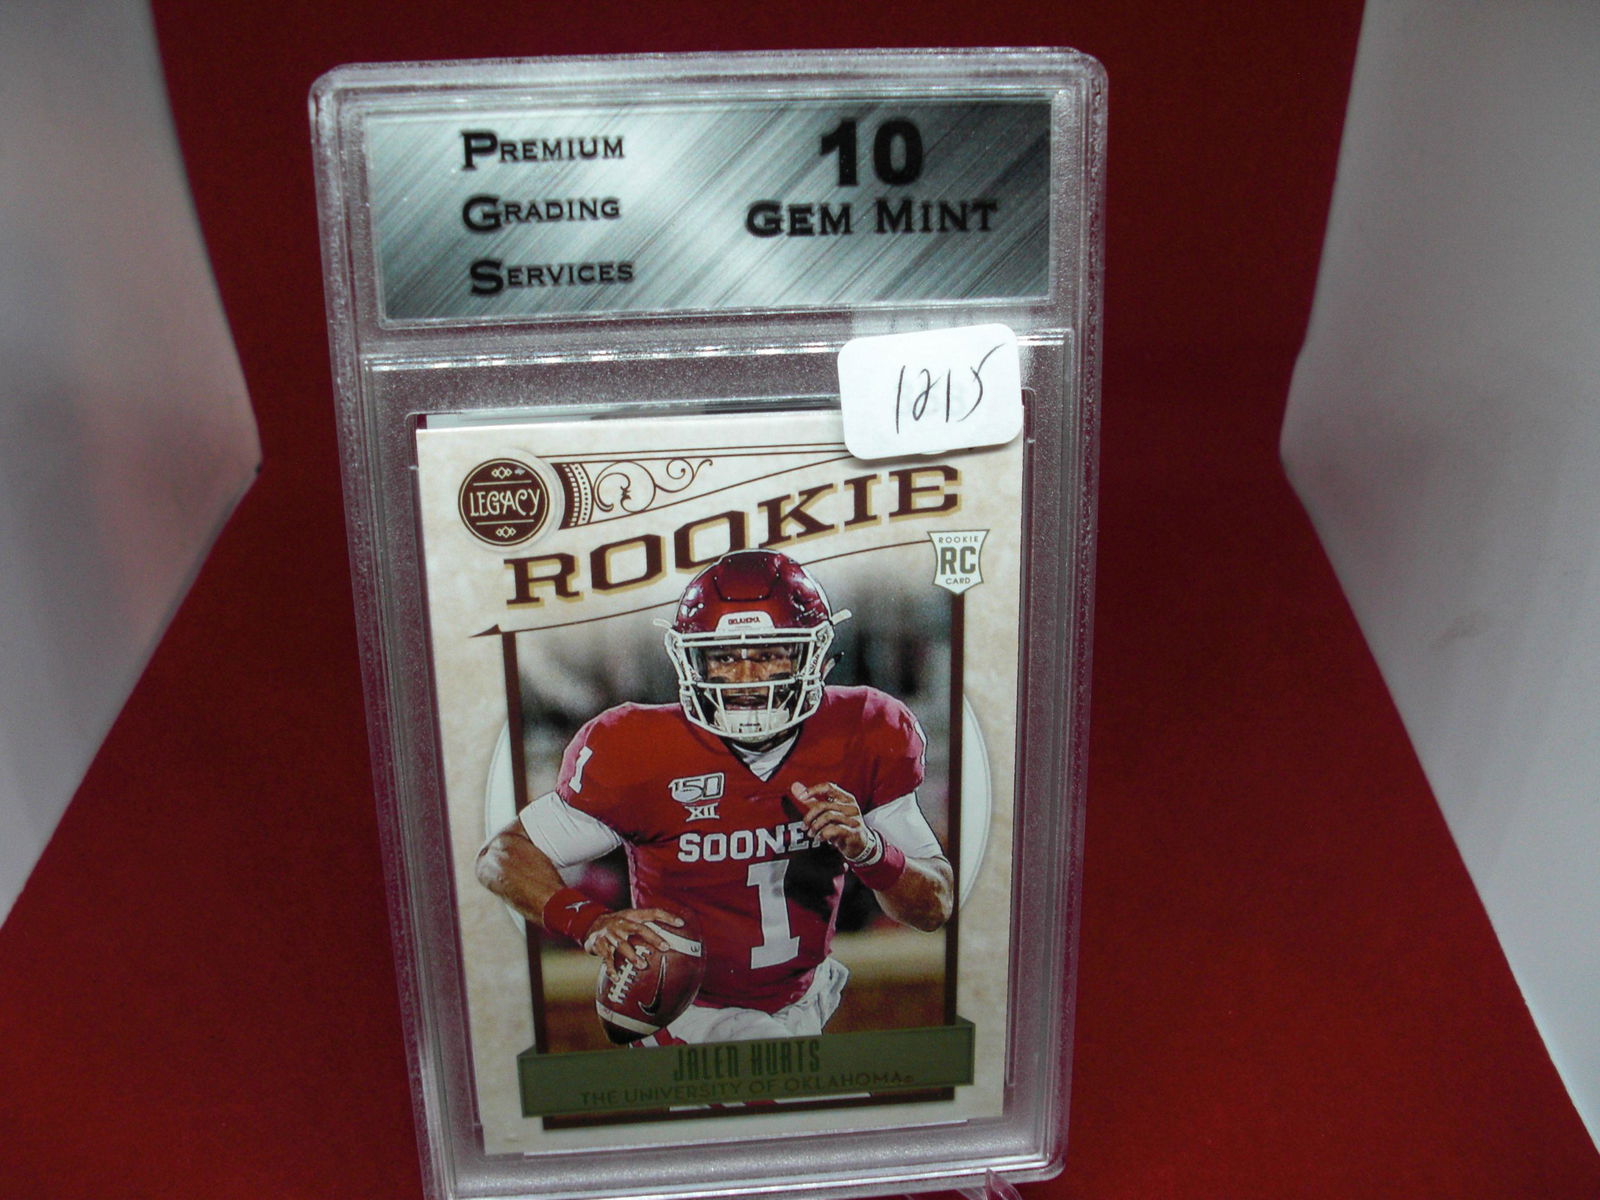 PREMIUM
GRADING
SERVICES
10
GEM MINT
1215
LEGACY
ROOKIE
ROOKIE
RC
CARD
OKLAHOMA
1
150
XII
SOONE
1
JALEN HURTS
THE UNIVERSITY OF OKLAHOMA